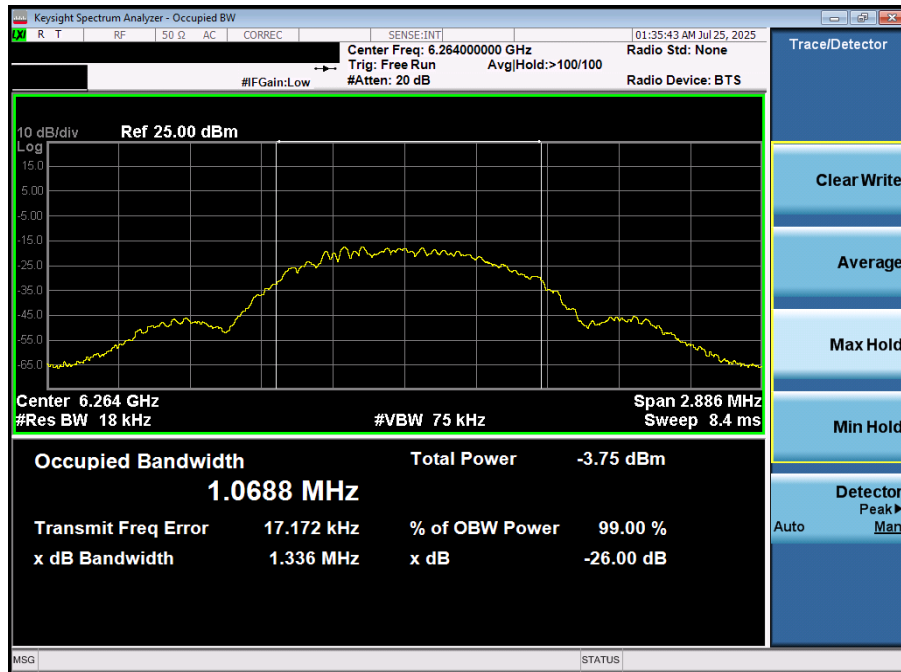 Keysight Spectrum Analyzer - Occupied BW
LXI R T RF 50 Ω AC CORREC SENSE:INT 01:35:43 AM Jul 25, 2025
Center Freq: 6.264000000 GHz Radio Std: None
Trig: Free Run Avg|Hold:>100/100
#IFGain:Low #Atten: 20 dB Radio Device: BTS
Trace/Detector
10 dB/div Ref 25.00 dBm
Log
15.0
5.00
-5.00
-15.0
-25.0
-35.0
-45.0
-55.0
-65.0
Center 6.264 GHz Span 2.886 MHz
#Res BW 18 kHz #VBW 75 kHz Sweep 8.4 ms
Occupied Bandwidth Total Power -3.75 dBm
1.0688 MHz
Transmit Freq Error 17.172 kHz % of OBW Power 99.00 %
x dB Bandwidth 1.336 MHz x dB -26.00 dB
Clear Write
Average
Max Hold
Min Hold
Detector
Peak▶
Auto Man
MSG STATUS